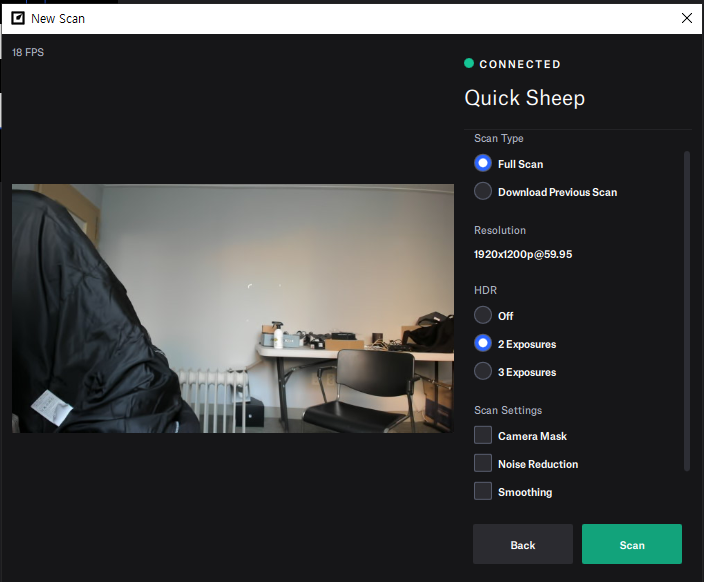 New Scan
18 FPS
CONNECTED
Quick Sheep
Scan Type
Full Scan
Download Previous Scan
Resolution
1920x1200p@59.95
HDR
Off
2 Exposures
3 Exposures
Scan Settings
Camera Mask
Noise Reduction
Smoothing
Back
Scan